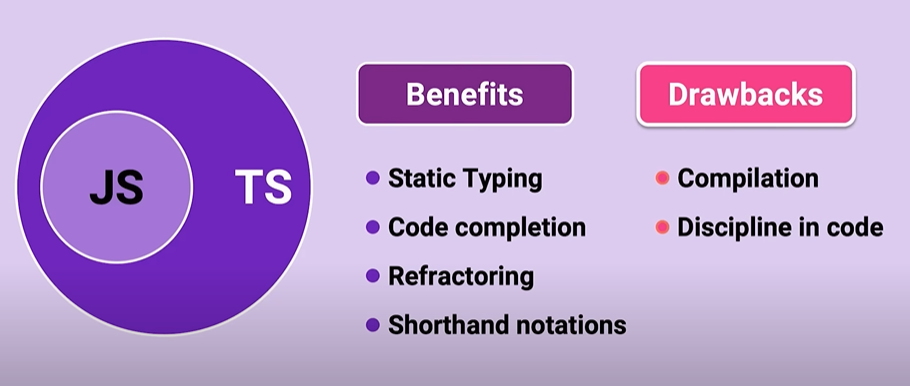 JS
TS
Benefits
Static Typing
Code completion
Refractoring
Shorthand notations
Drawbacks
Compilation
Discipline in code